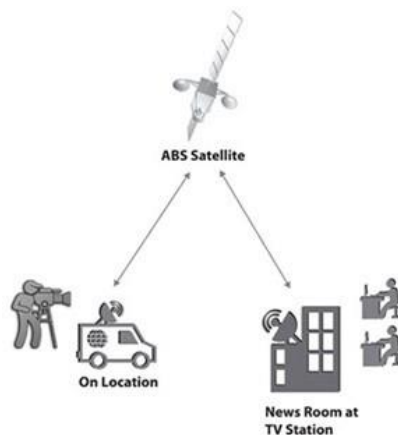 ABS Satellite
On Location
News Room at
TV Station